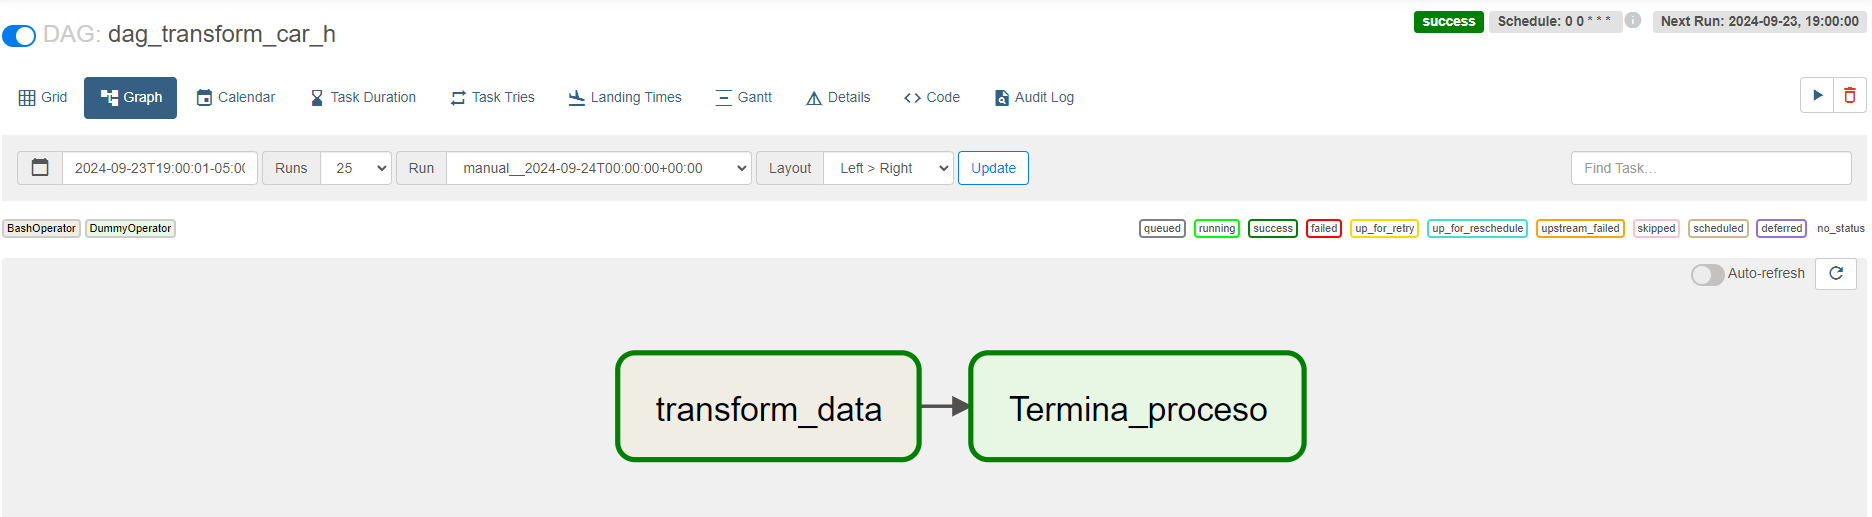 success Schedule: 0 0 * * * Next Run: 2024-09-23, 19:00:00
DAG: dag_transform_car_h
Grid Graph Calendar Task Duration Task Tries Landing Times Gantt Details Code Audit Log
2024-09-23T19:00:01-05:00 Runs 25 Run manual__2024-09-24T00:00:00+00:00 Layout Left > Right Update Find Task...
BashOperator DummyOperator queued running success failed up_for_retry up_for_reschedule upstream_failed skipped scheduled deferred no_status
Auto-refresh
transform_data Termina_proceso